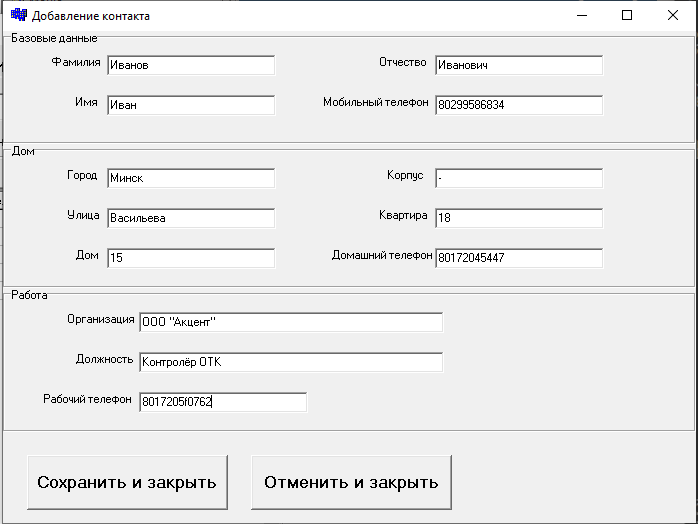 Добавление контакта
Базовые данные
Фамилия Иванов Отчество Иванович
Имя Иван Мобильный телефон 80299586834
Дом
Город Минск Корпус -
Улица Васильева Квартира 18
Дом 15 Домашний телефон 80172045447
Работа
Организация ООО "Акцент"
Должность Контролёр ОТК
Рабочий телефон 8017205f0762
Сохранить и закрыть Отменить и закрыть